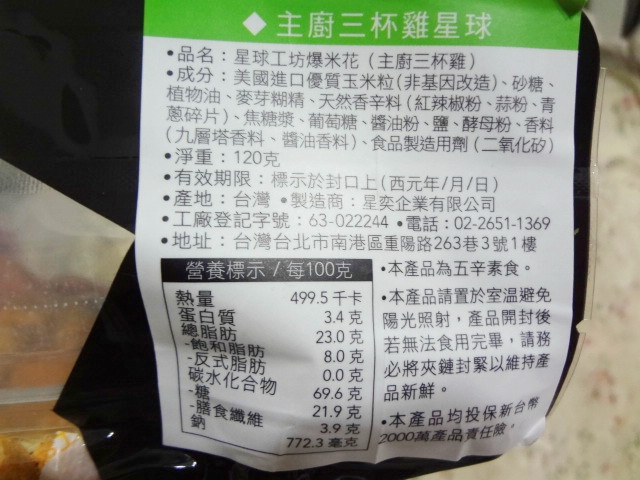 ◆主廚三杯雞星球
•品名：星球工坊爆米花（主廚三杯雞）
•成分：美國進口優質玉米粒(非基因改造)、砂糖、
植物油、麥芽糊精、天然香辛料（紅辣椒粉、蒜粉、青
蔥碎片）、焦糖漿、葡萄糖、醬油粉、鹽、酵母粉、香料
（九層塔香料、醬油香料）、食品製造用劑（二氧化矽）
•淨重：120克
•有效期限：標示於封口上(西元年/月/日)
•產地：台灣 •製造商：星奕企業有限公司
•工廠登記字號：63-022244 •電話：02-2651-1369
•地址：台灣台北市南港區重陽路263巷3號1樓
營養標示 / 每100克
熱量 499.5 千卡
蛋白質 3.4 克
總脂肪 23.0 克
-飽和脂肪 8.0 克
-反式脂肪 0.0 克
碳水化合物 69.6 克
-糖 21.9 克
-膳食纖維 3.9 克
鈉 772.3 毫克
•本產品為五辛素食。
•本產品請置於室溫避免
陽光照射，產品開封後
若無法食用完畢，請務
必將夾鏈封緊以維持產
品新鮮。
•本產品均投保新台幣
2000萬產品責任險。